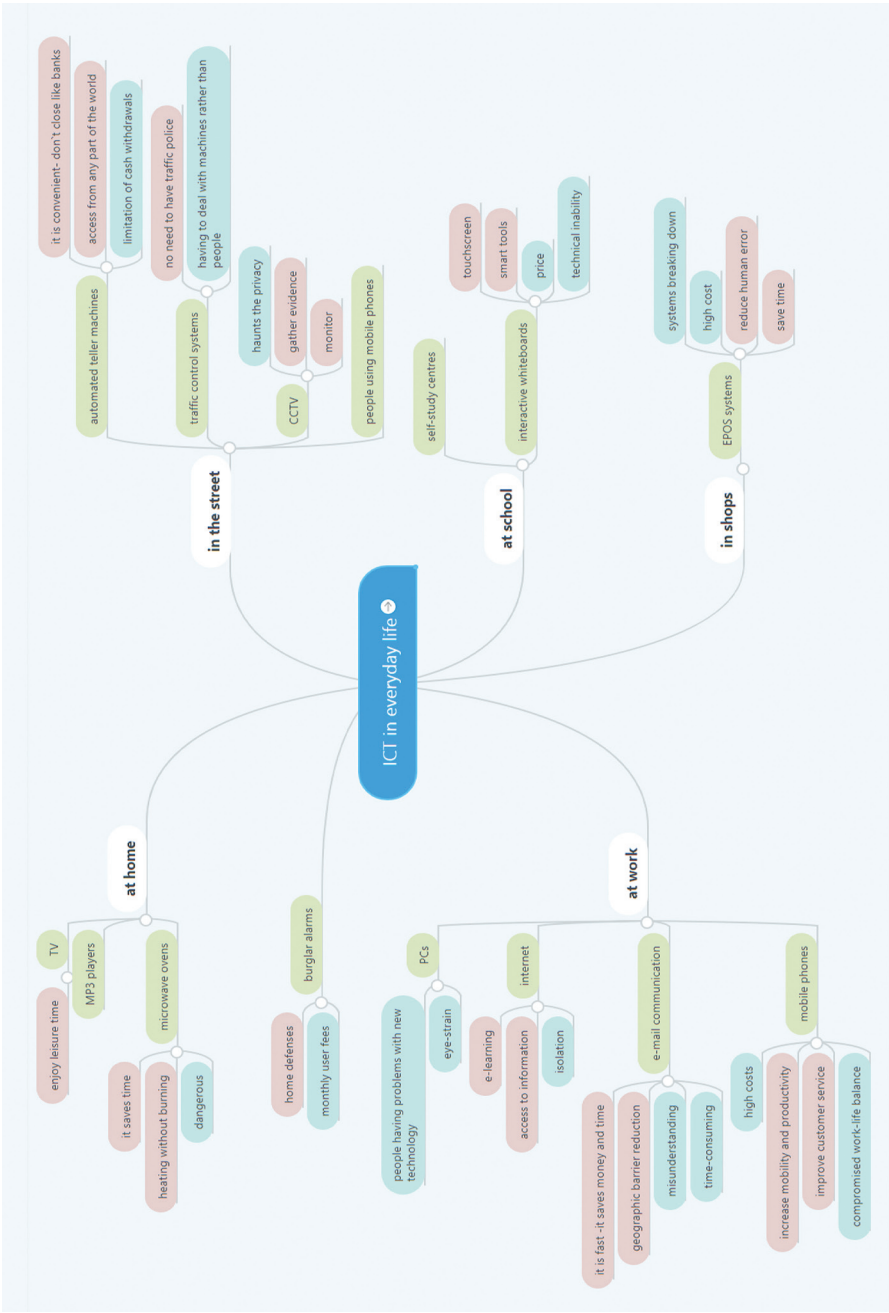 ICT in everyday life
at home
TV
enjoy leisure time
MP3 players
microwave ovens
it saves time
heating without burning
dangerous
burglar alarms
home defenses
monthly user fees
at work
PCs
people having problems with new
technology
eye-strain
internet
e-learning
access to information
isolation
e-mail communication
it is fast -it saves money and time
geographic barrier reduction
misunderstanding
time-consuming
mobile phones
high costs
increase mobility and productivity
improve customer service
compromised work-life balance
in the street
automated teller machines
it is convenient- don`t close like banks
access from any part of the world
limitation of cash withdrawals
traffic control systems
no need to have traffic police
having to deal with machines rather than
people
CCTV
haunts the privacy
gather evidence
monitor
people using mobile phones
at school
self-study centres
interactive whiteboards
touchscreen
smart tools
price
technical inability
in shops
EPOS systems
systems breaking down
high cost
reduce human error
save time